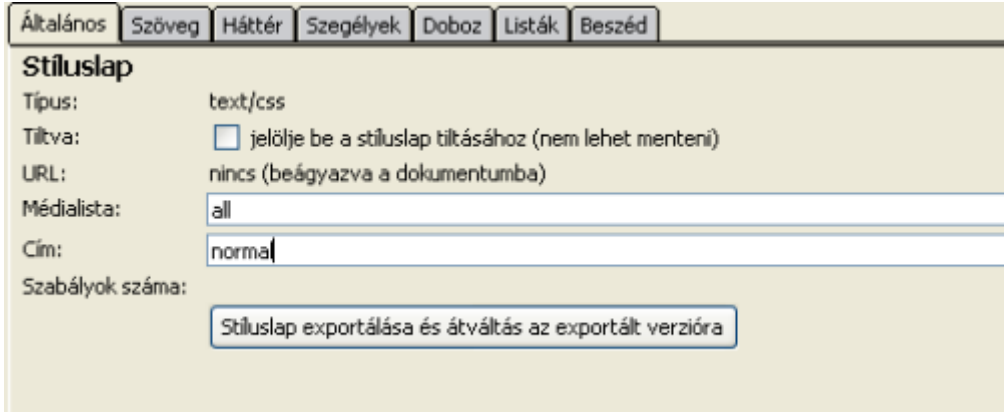 Általános Szöveg Háttér Szegélyek Doboz Listák Beszéd
Stíluslap
Típus: text/css
Tiltva: jelölje be a stíluslap tiltásához (nem lehet menteni)
URL: nincs (beágyazva a dokumentumba)
Médialista: all
Cím: normal
Szabályok száma:
Stíluslap exportálása és átváltás az exportált verzióra